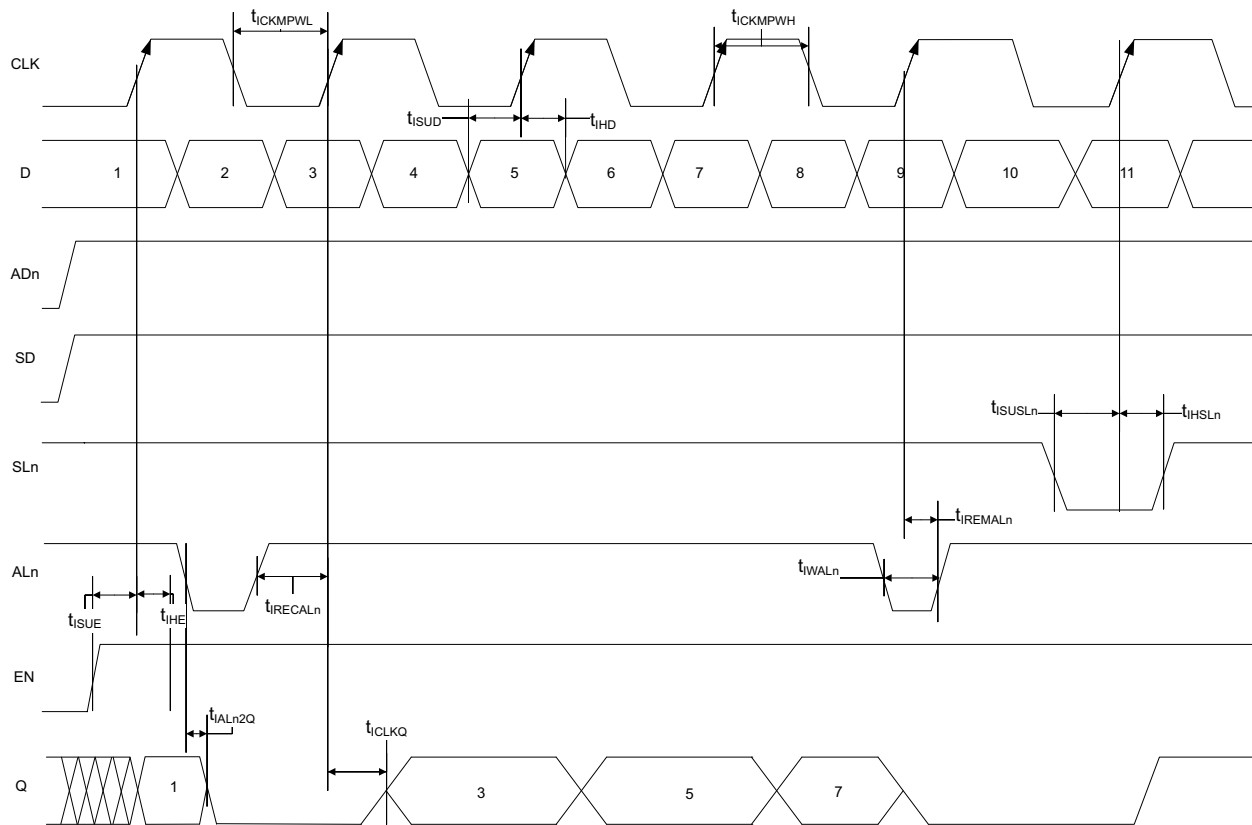 tICKMPWL
tICKMPWH
CLK
tISUD
tIHD
D
1
2
3
4
5
6
7
8
9
10
11
ADn
SD
tISUSLn
tIHSLn
SLn
tIREMALn
ALn
tIWALn
tISUE
tIHE
tIRECALn
EN
tIALn2Q
tICLKQ
Q
1
3
5
7